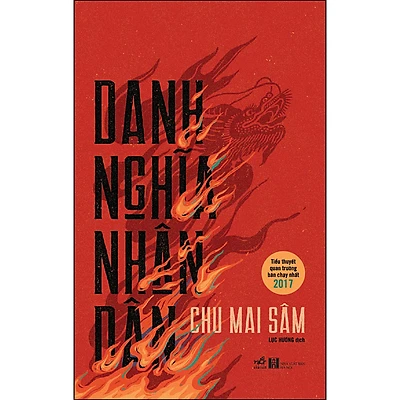 DANH
NGHĨA
NHÂN
DÂN
Tiểu thuyết
quan trường
bán chạy nhất
2017
CHU MAI SÂM
LỤC HƯƠNG dịch